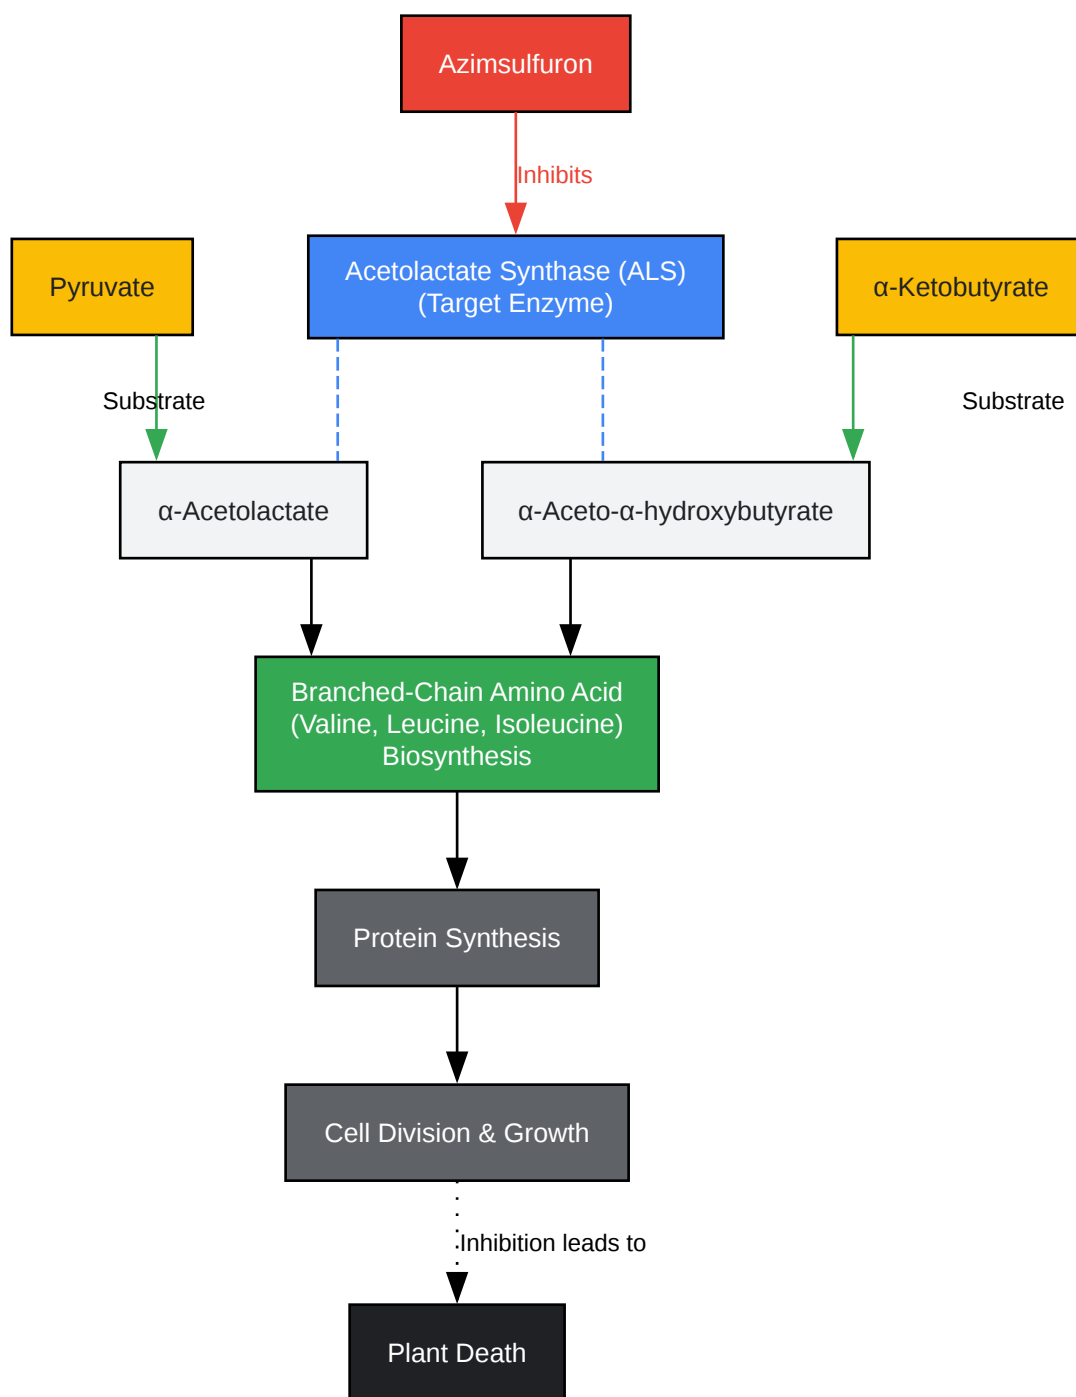 Azimsulfuron
Inhibits
Pyruvate
Acetolactate Synthase (ALS)
(Target Enzyme)
α-Ketobutyrate
Substrate
Substrate
α-Acetolactate
α-Aceto-α-hydroxybutyrate
Branched-Chain Amino Acid
(Valine, Leucine, Isoleucine)
Biosynthesis
Protein Synthesis
Cell Division & Growth
Inhibition leads to
Plant Death